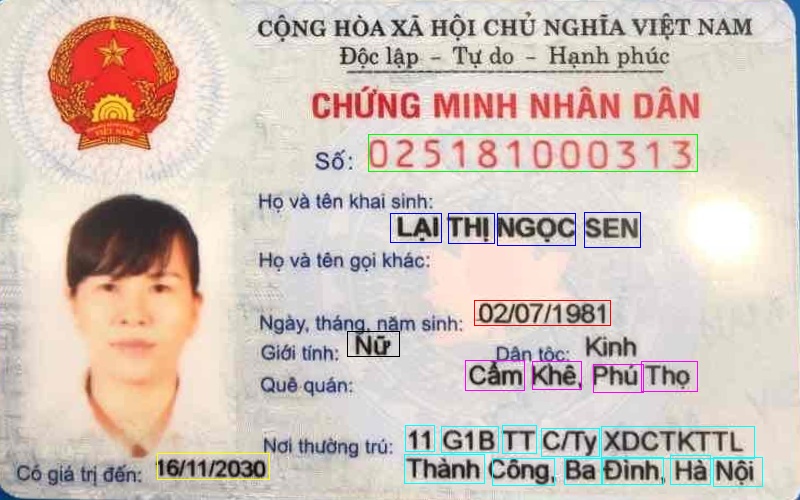 CỘNG HÒA XÃ HỘI CHỦ NGHĨA VIỆT NAM
Độc lập - Tự do - Hạnh phúc
CHỨNG MINH NHÂN DÂN
Số: 025181000313
Họ và tên khai sinh:
LẠI THỊ NGỌC SEN
Họ và tên gọi khác:
Ngày, tháng, năm sinh: 02/07/1981
Giới tính: Nữ Dân tộc: Kinh
Quê quán: Cẩm Khê, Phú Thọ
Nơi thường trú: 11 G1B TT C/Ty XDCTKTTL
Thành Công, Ba Đình, Hà Nội
Có giá trị đến: 16/11/2030
VIỆT NAM